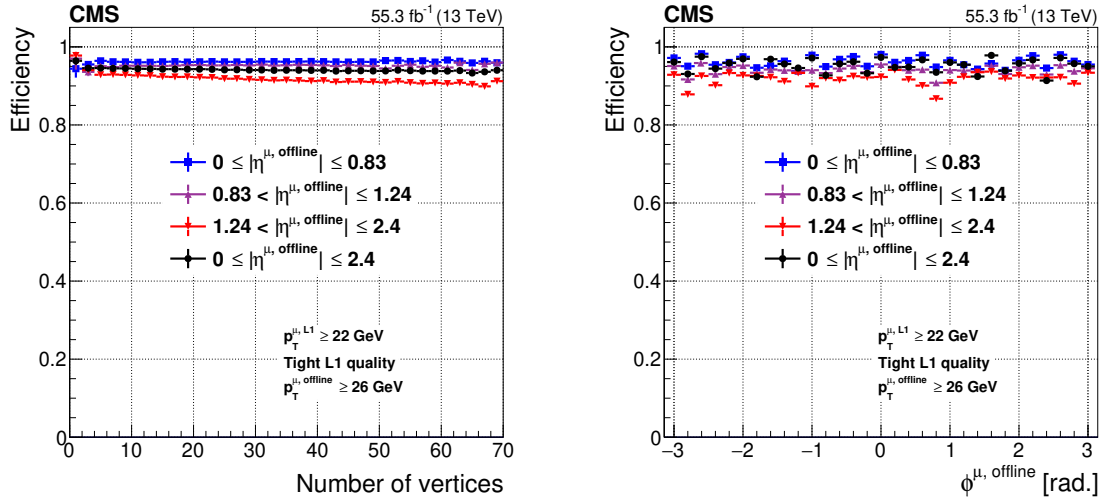 CMS 55.3 fb⁻¹ (13 TeV)
Efficiency
1
0.8
0.6
0.4
0.2
0
0 ≤ |η^μ, offline| ≤ 0.83
0.83 < |η^μ, offline| ≤ 1.24
1.24 < |η^μ, offline| ≤ 2.4
0 ≤ |η^μ, offline| ≤ 2.4
p_T^μ, L1 ≥ 22 GeV
Tight L1 quality
p_T^μ, offline ≥ 26 GeV
0 10 20 30 40 50 60 70
Number of vertices
CMS 55.3 fb⁻¹ (13 TeV)
Efficiency
1
0.8
0.6
0.4
0.2
0
0 ≤ |η^μ, offline| ≤ 0.83
0.83 < |η^μ, offline| ≤ 1.24
1.24 < |η^μ, offline| ≤ 2.4
0 ≤ |η^μ, offline| ≤ 2.4
p_T^μ, L1 ≥ 22 GeV
Tight L1 quality
p_T^μ, offline ≥ 26 GeV
−3 −2 −1 0 1 2 3
ϕ^μ, offline [rad.]